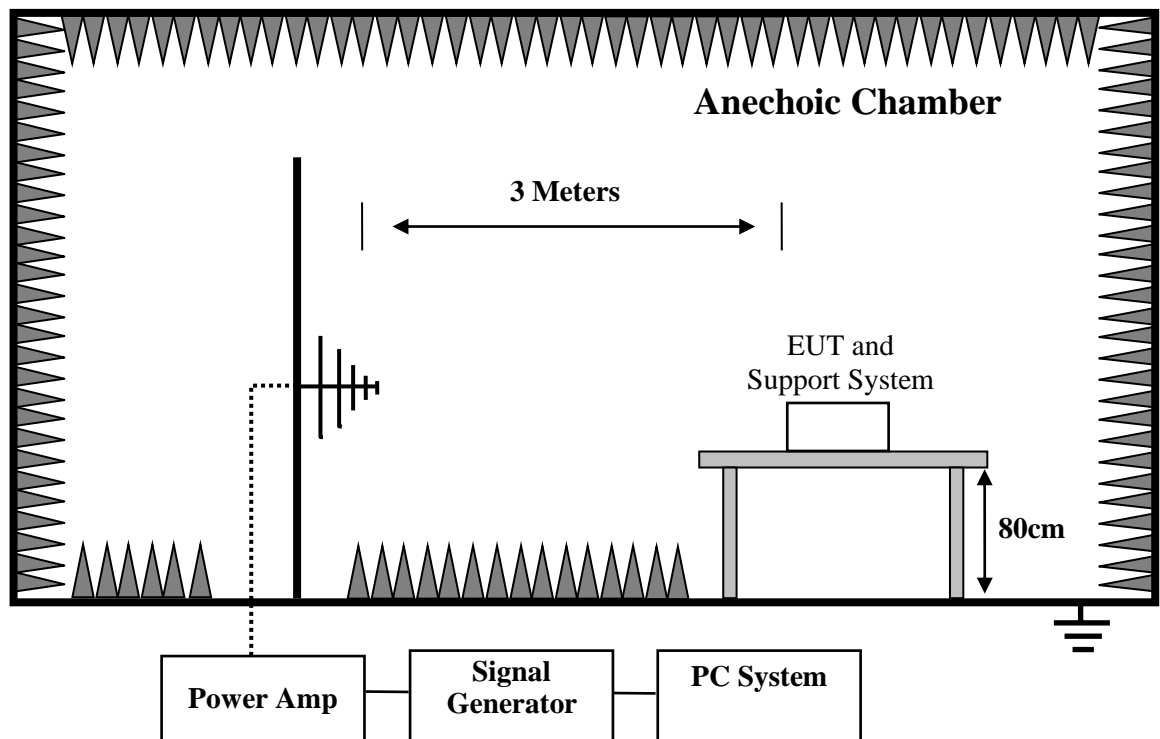 Anechoic Chamber
3 Meters
EUT and
Support System
80cm
Power Amp
Signal
Generator
PC System